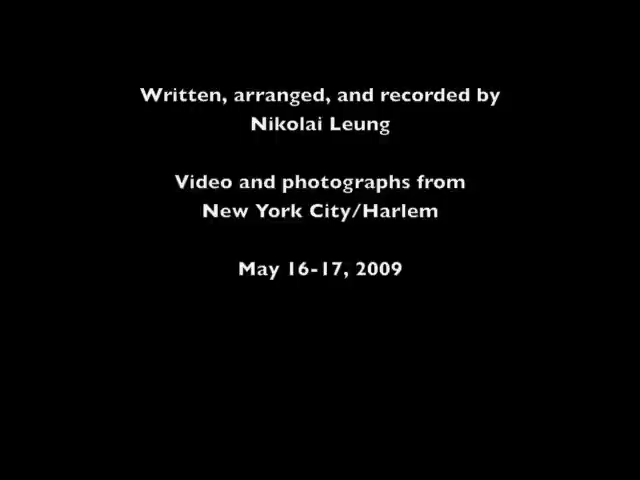 Written, arranged, and recorded by
Nikolai Leung
Video and photographs from
New York City/Harlem
May 16-17, 2009